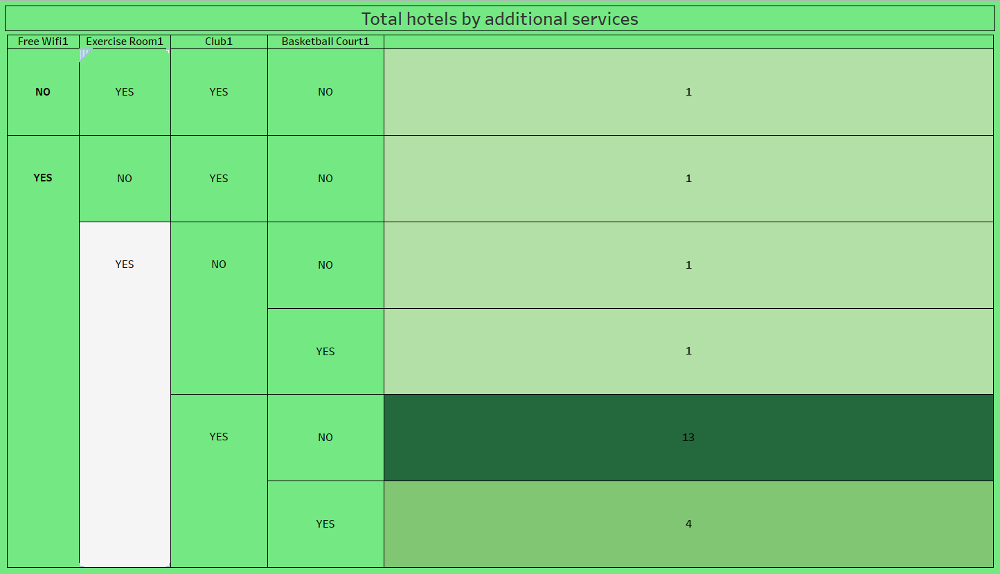 Total hotels by additional services
Free Wifi1 Exercise Room1 Club1 Basketball Court1
NO YES YES NO 1
YES NO YES NO 1
YES NO NO 1
YES 1
YES NO 13
YES 4